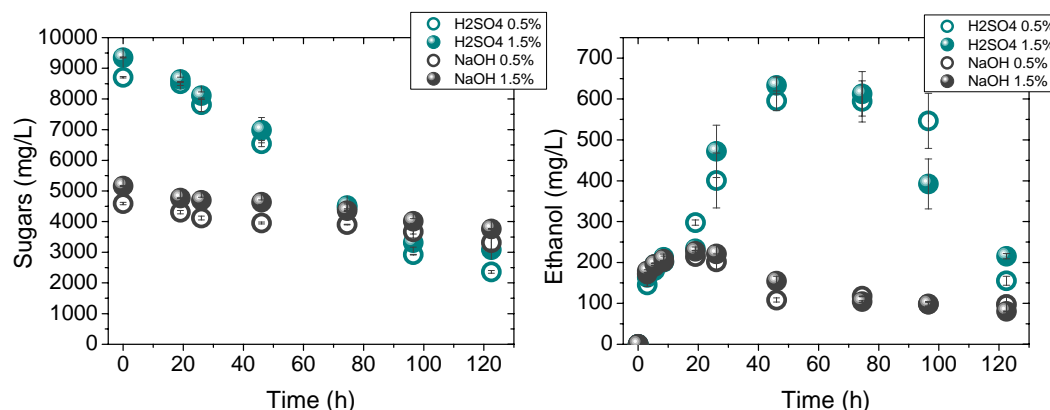 H2SO4 0.5%
H2SO4 1.5%
NaOH 0.5%
NaOH 1.5%
10000
9000
8000
7000
6000
5000
4000
3000
2000
1000
0
Sugars (mg/L)
0 20 40 60 80 100 120
Time (h)
H2SO4 0.5%
H2SO4 1.5%
NaOH 0.5%
NaOH 1.5%
700
600
500
400
300
200
100
0
Ethanol (mg/L)
0 20 40 60 80 100 120
Time (h)